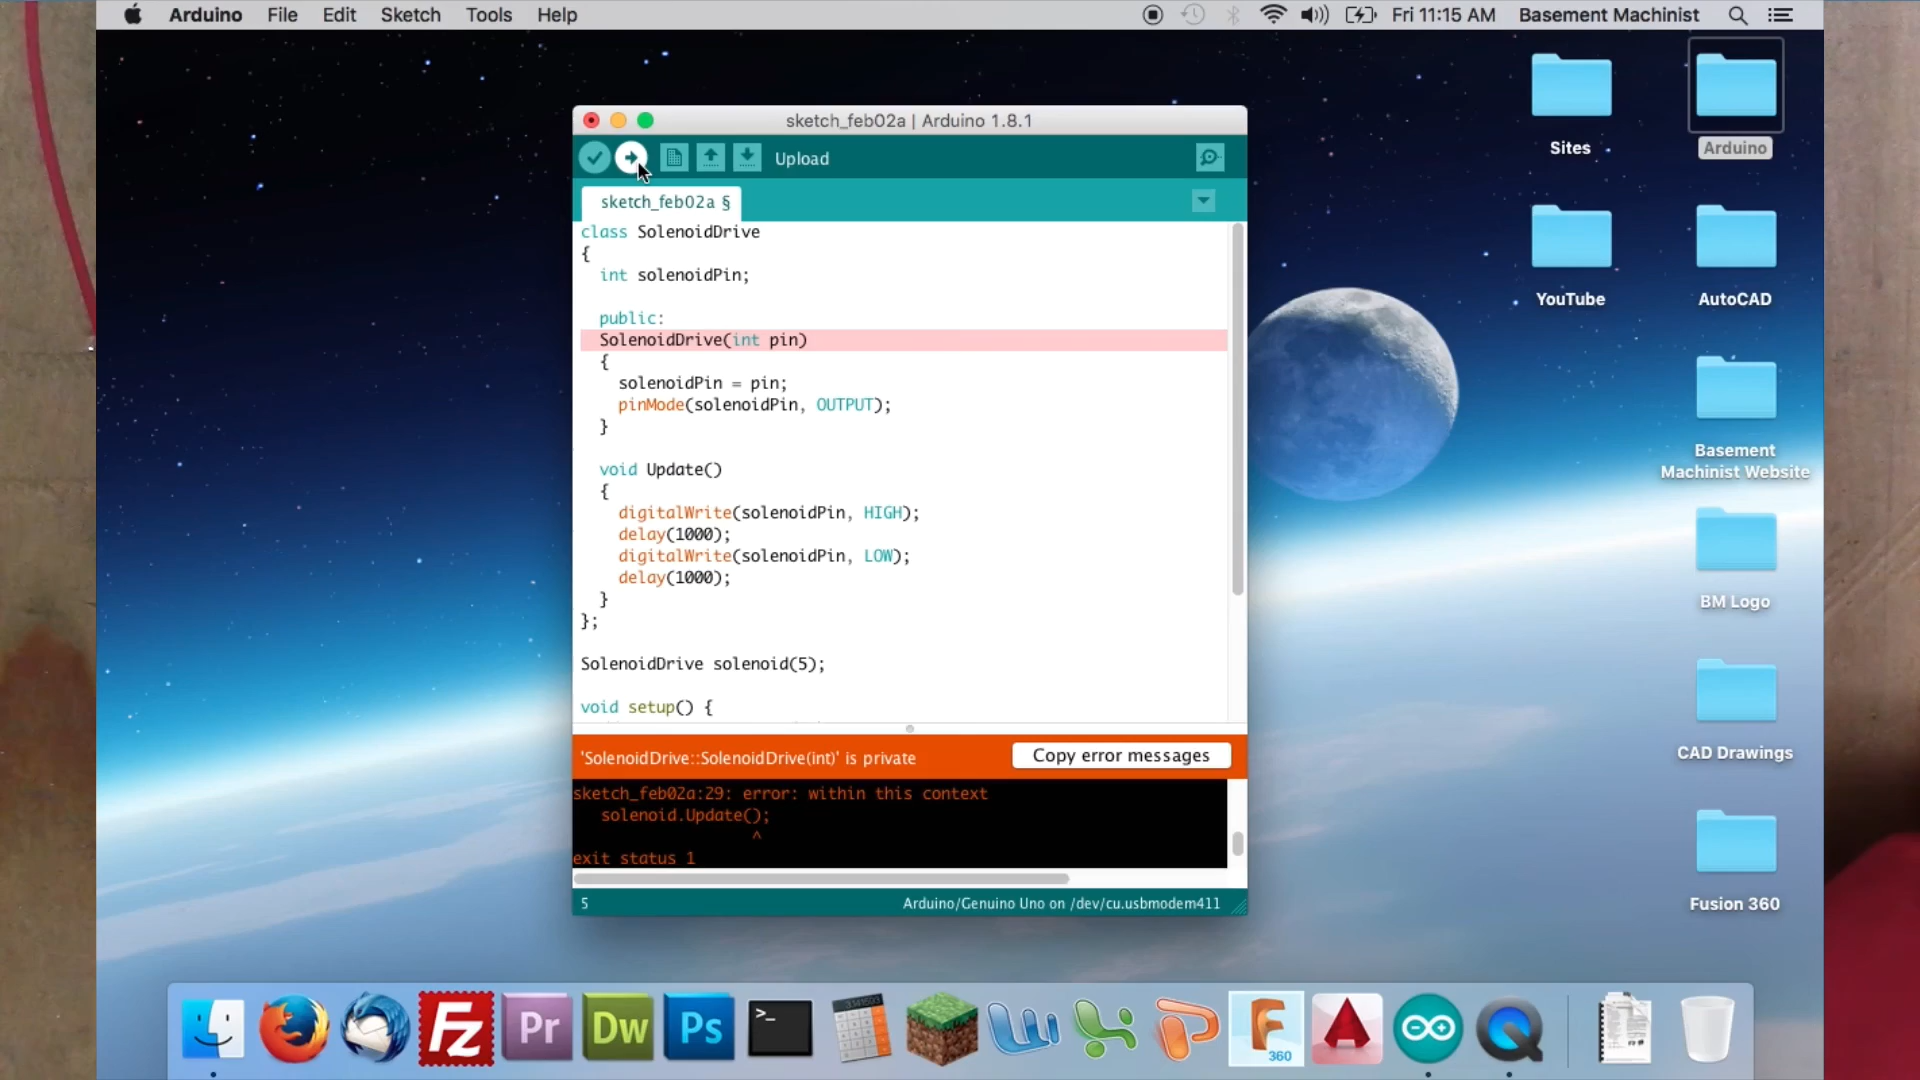 Arduino File Edit Sketch Tools Help Fri 11:15 AM Basement Machinist
Sites
Arduino
YouTube
AutoCAD
Basement
Machinist Website
BM Logo
CAD Drawings
Fusion 360
sketch_feb02a | Arduino 1.8.1
Upload
sketch_feb02a §
class SolenoidDrive
{
int solenoidPin;
public:
SolenoidDrive(int pin)
{
solenoidPin = pin;
pinMode(solenoidPin, OUTPUT);
}
void Update()
{
digitalWrite(solenoidPin, HIGH);
delay(1000);
digitalWrite(solenoidPin, LOW);
delay(1000);
}
};
SolenoidDrive solenoid(5);
void setup() {
'SolenoidDrive::SolenoidDrive(int)' is private
Copy error messages
sketch_feb02a:29: error: within this context
solenoid.Update();
^
exit status 1
5 Arduino/Genuino Uno on /dev/cu.usbmodem411
Fz
Pr
Dw
Ps
>_
F
360